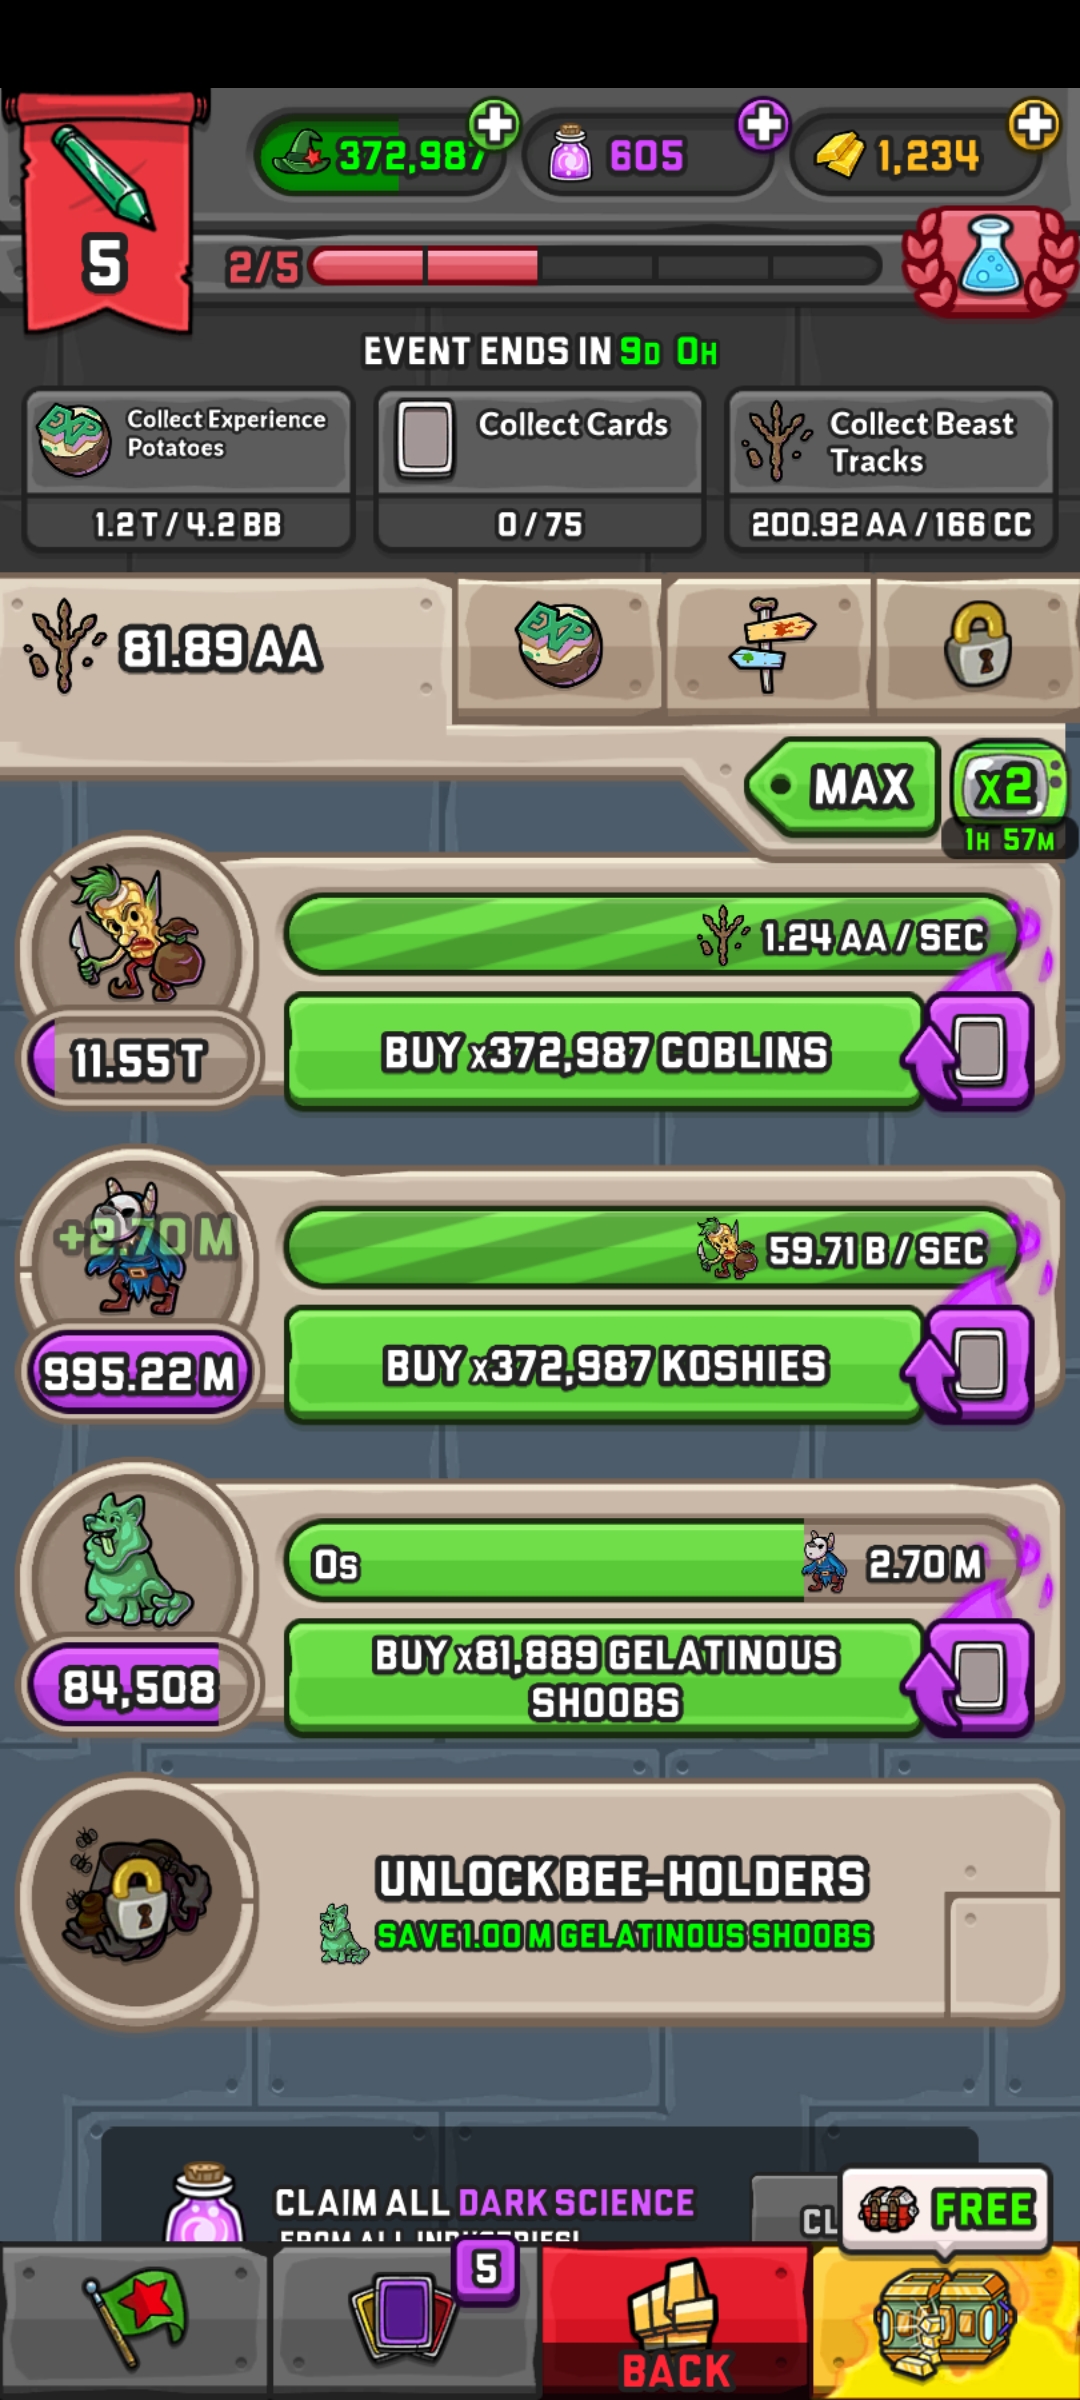 372,987
605
1,234
5
2/5
EVENT ENDS IN 9D 0H
Collect Experience
Potatoes
1.2 T / 4.2 BB
Collect Cards
0 / 75
Collect Beast
Tracks
200.92 AA / 166 CC
81.89 AA
EXP
MAX
x2
1H 57M
1.24 AA / SEC
11.55 T
BUY x372,987 COBLINS
+2.70 M
59.71 B / SEC
995.22 M
BUY x372,987 KOSHIES
0s
2.70 M
84,508
BUY x81,889 GELATINOUS
SHOOBS
UNLOCK BEE-HOLDERS
SAVE 1.00 M GELATINOUS SHOOBS
CLAIM ALL DARK SCIENCE
FROM ALL INDUSTRIES!
CL
FREE
5
BACK